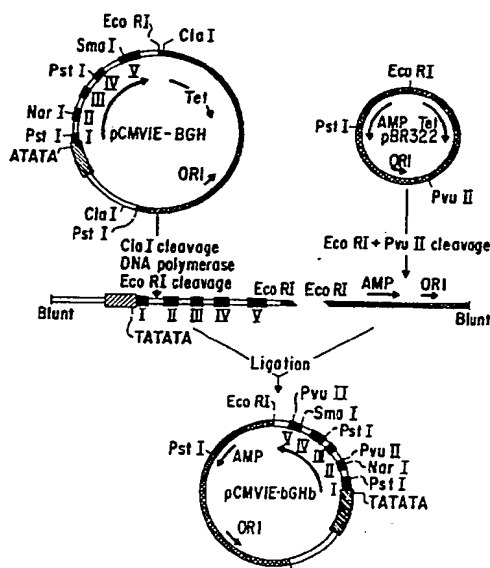 Eco RI
Cla I
Sma I
Pst I
V
IV
III
II
I
Nar I
Pst I
ATATA
Tet
pCMVIE-BGH
ORI
Cla I
Pst I
Eco RI
Pst I
AMP Tet
pBR322
ORI
Pvu II
Cla I cleavage
DNA polymerase
Eco RI cleavage
Eco RI + Pvu II cleavage
Eco RI
Eco RI
AMP
ORI
Blunt
I II III IV V
TATATA
Blunt
Ligation
Eco RI
Pvu II
Sma I
Pst I
Pvu II
Nar I
Pst I
TATATA
V
IV
III
II
I
Pst I
AMP
pCMVIE-bGHb
ORI